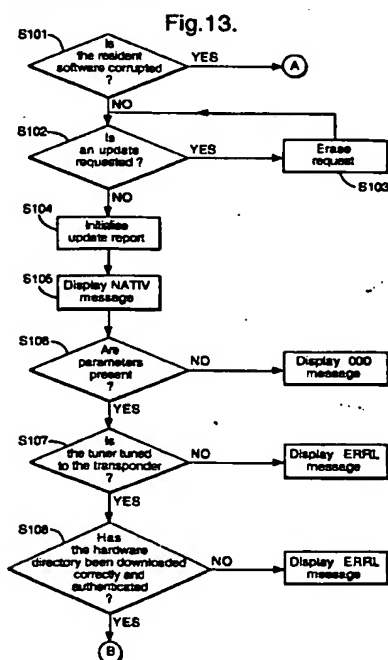 Fig.13.
S101
Is
the resident
software corrupted
?
YES
A
NO
S102
Is
an update
requested ?
YES
Erase
request
S103
NO
S104
Initialise
update report
S105
Display NATIV
message
S106
Are
parameters
present
?
NO
Display 000
message
YES
S107
Is
the tuner tuned
to the transponder
?
NO
Display ERRL
message
YES
S108
Has
the hardware
directory been downloaded
correctly and
authenticated
?
NO
Display ERRL
message
YES
B